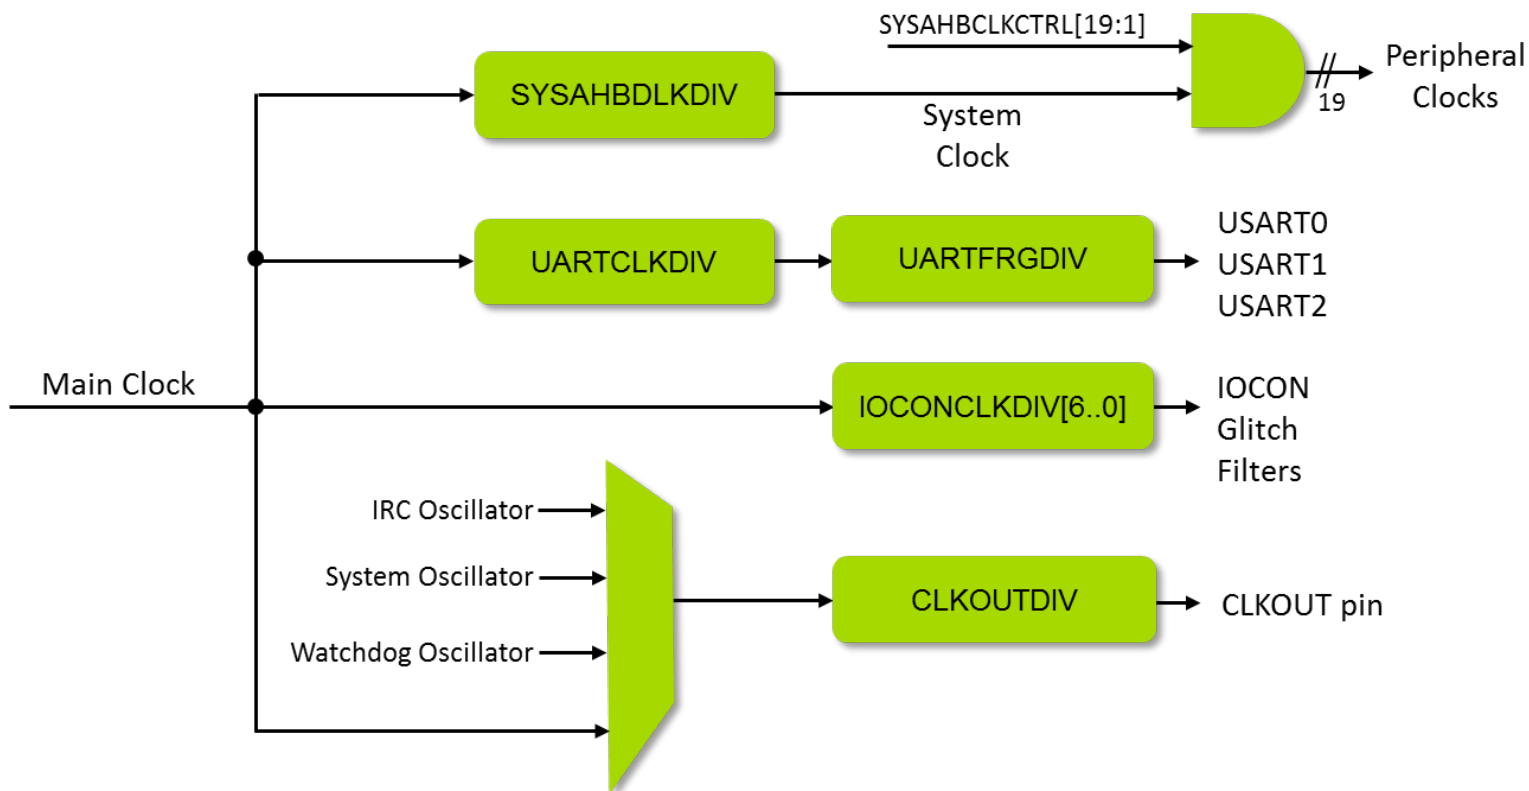 SYSAHBCLKCTRL[19:1]
SYSAHBDLKDIV
System
Clock
19
Peripheral
Clocks
UARTCLKDIV
UARTFRGDIV
USART0
USART1
USART2
Main Clock
IOCONCLKDIV[6..0]
IOCON
Glitch
Filters
IRC Oscillator
System Oscillator
Watchdog Oscillator
CLKOUTDIV
CLKOUT pin